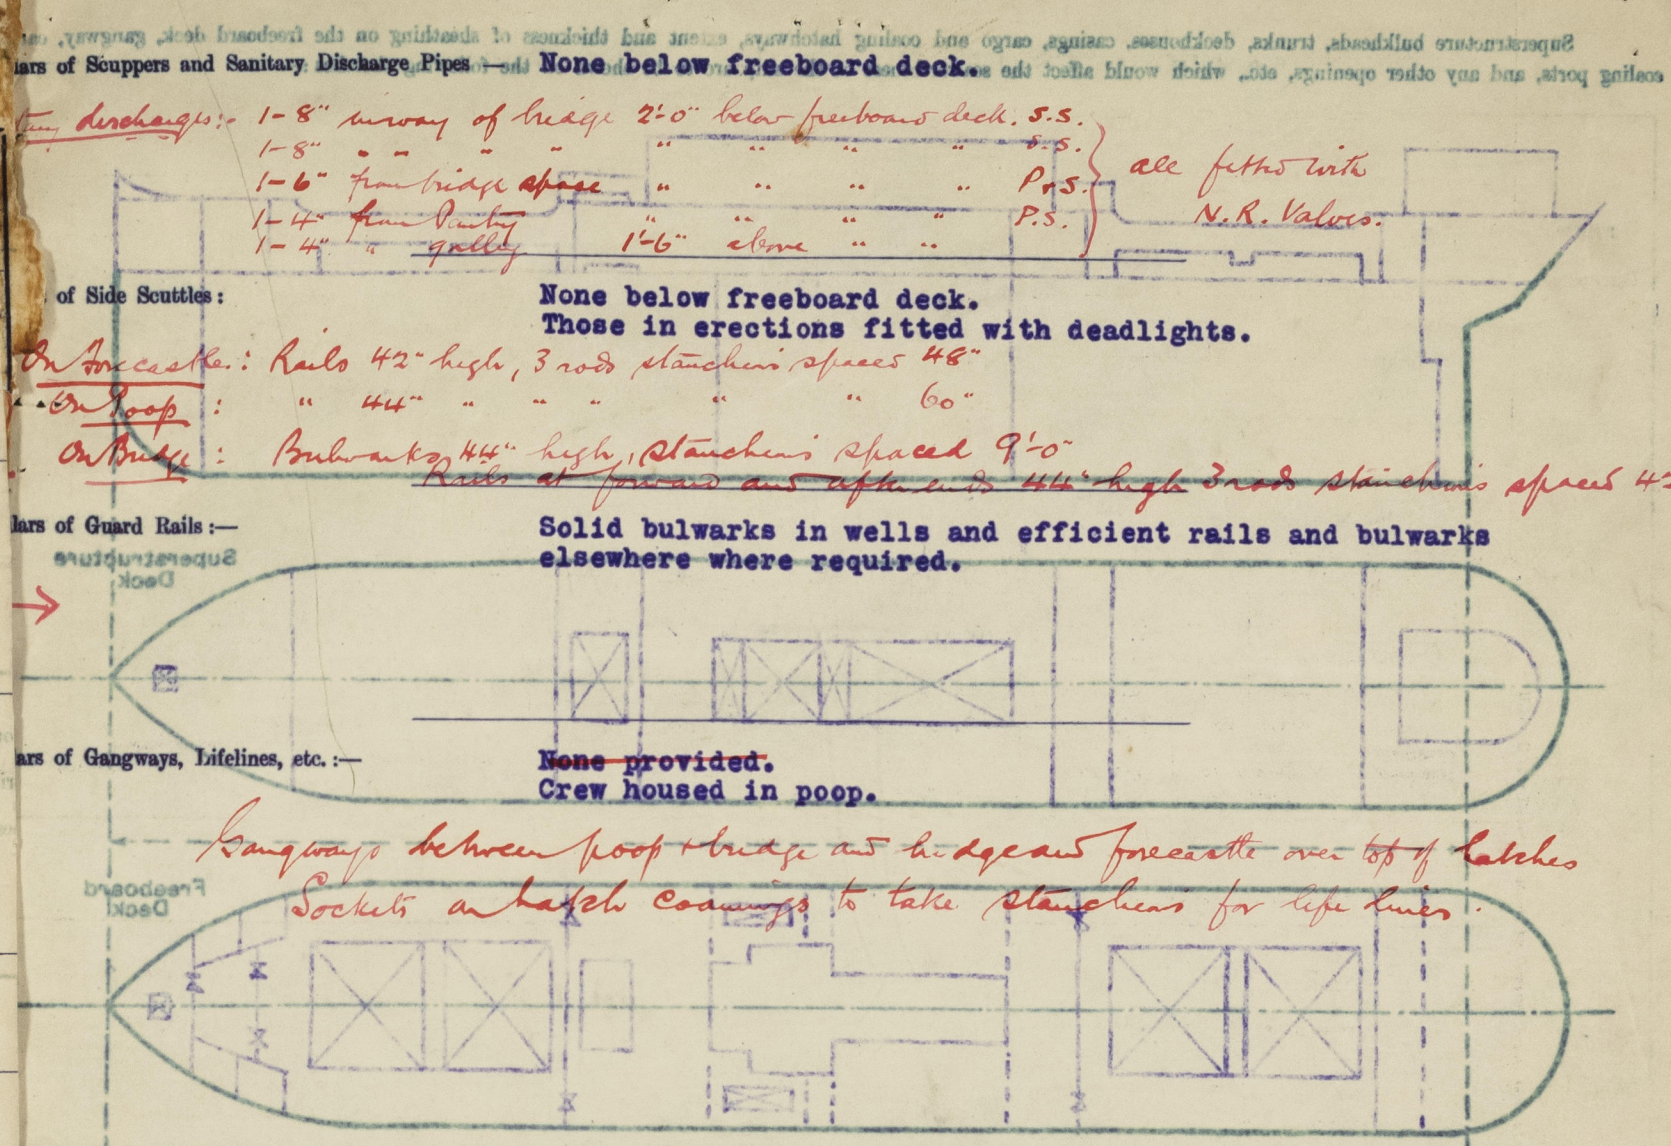 Superstructure bulkheads, trunks, deckhouses, casings, cargo and coaling hatchways, extent and thickness of sheathing on the freeboard deck, gangway,
coaling ports, and any other openings, etc., which would affect the
ars of Scuppers and Sanitary Discharge Pipes — None below freeboard deck.
discharges:- 1-8" inway of bridge 2'-0" below freeboard deck. S.S.
1-8" " " " " " " " " S.S.
1-6" from bridge space " " " " P & S.
all fitted with
1-4" from Pantry " " " " P.S.
N.R. Valves.
1-4" " galley 1'-6" above " "
of Side Scuttles: None below freeboard deck.
Those in erections fitted with deadlights.
On Forecastle: Rails 42" high, 3 rods stanchions spaced 48"
On Poop : " 44" " " " " " 60"
On Bridge : Bulwarks 44" high, stanchions spaced 9'-0"
Rails at forward and after ends 44" high 3 rods stanchions spaced 4
lars of Guard Rails :— Solid bulwarks in wells and efficient rails and bulwarks
elsewhere where required.
Superstructure
Deck
ars of Gangways, Lifelines, etc. :— None provided.
Crew housed in poop.
Gangways between poop & bridge and bridge and forecastle over top of hatches
Freeboard
Deck
Sockets on hatch coamings to take stanchions for life lines.